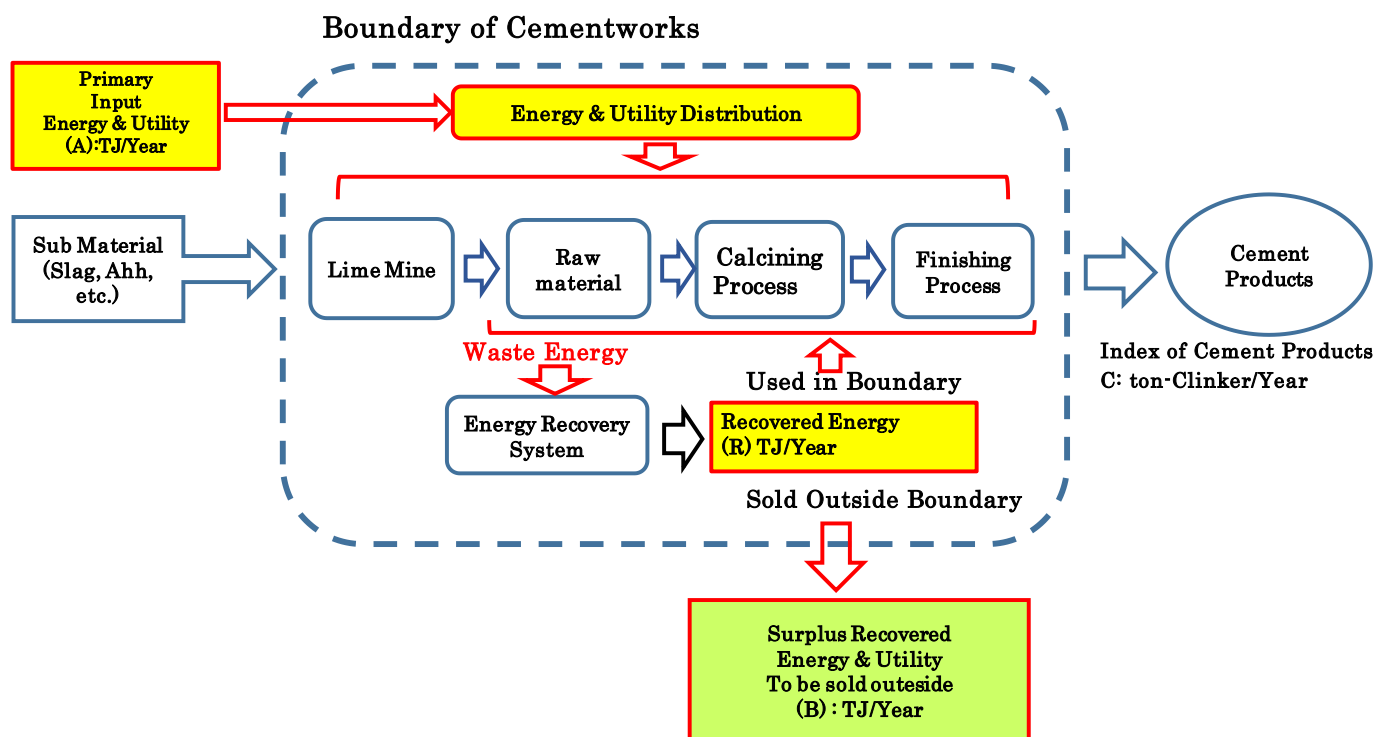 Boundary of Cementworks
Primary
Input
Energy & Utility
(A):TJ/Year
Energy & Utility Distribution
Sub Material
(Slag, Ahh,
etc.)
Lime Mine
Raw
material
Calcining
Process
Finishing
Process
Cement
Products
Index of Cement Products
C: ton-Clinker/Year
Waste Energy
Used in Boundary
Energy Recovery
System
Recovered Energy
(R) TJ/Year
Sold Outside Boundary
Surplus Recovered
Energy & Utility
To be sold outeside
(B) : TJ/Year